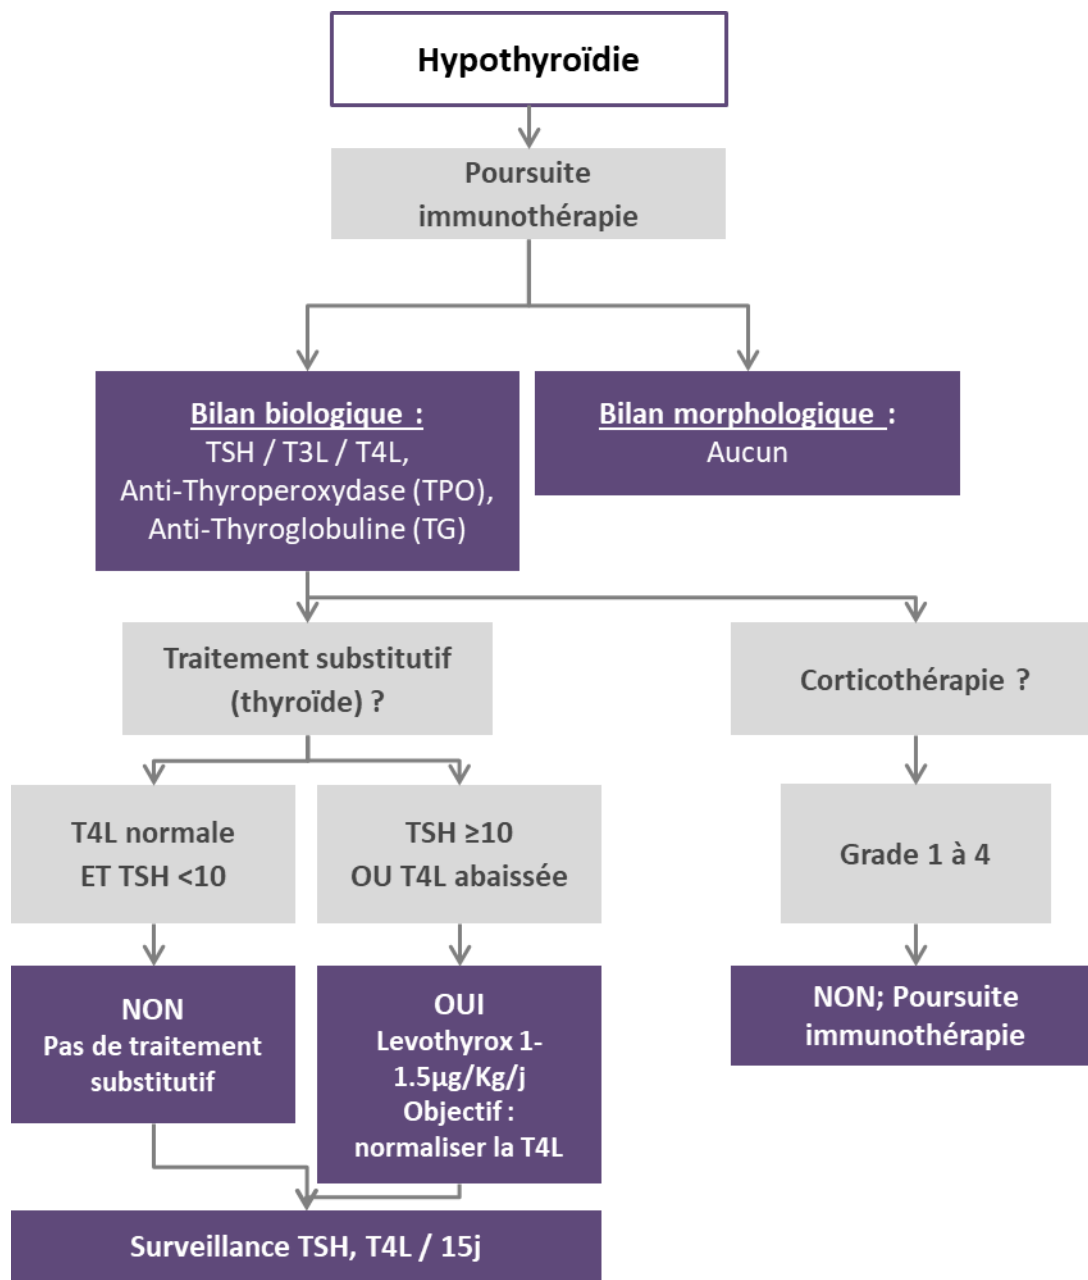 Hypothyroïdie
Poursuite
immunothérapie
Bilan biologique :
TSH / T3L / T4L,
Anti-Thyroperoxydase (TPO),
Anti-Thyroglobuline (TG)
Bilan morphologique :
Aucun
Traitement substitutif
(thyroïde) ?
Corticothérapie ?
T4L normale
ET TSH <10
TSH ≥10
OU T4L abaissée
Grade 1 à 4
NON
Pas de traitement
substitutif
OUI
Levothyrox 1-
1.5µg/Kg/j
Objectif :
normaliser la T4L
NON; Poursuite
immunothérapie
Surveillance TSH, T4L / 15j